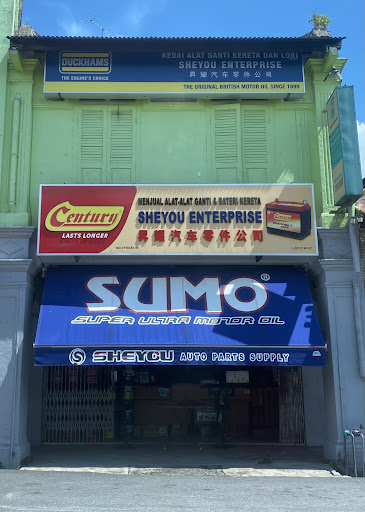 DUCKHAMS
THE ENGINE'S CHOICE
KEDAI ALAT GANTI KERETA DAN LORI
SHEYOU ENTERPRISE
昇耀汽车零件公司
THE ORIGINAL BRITISH MOTOR OIL SINCE 1899
Century
LASTS LONGER
MENJUAL ALAT-ALAT GANTI & BATERI KERETA
SHEYOU ENTERPRISE
昇耀汽车零件公司
SUMO®
SUPER ULTRA MOTOR OIL
SHEYOU AUTO PARTS SUPPLY